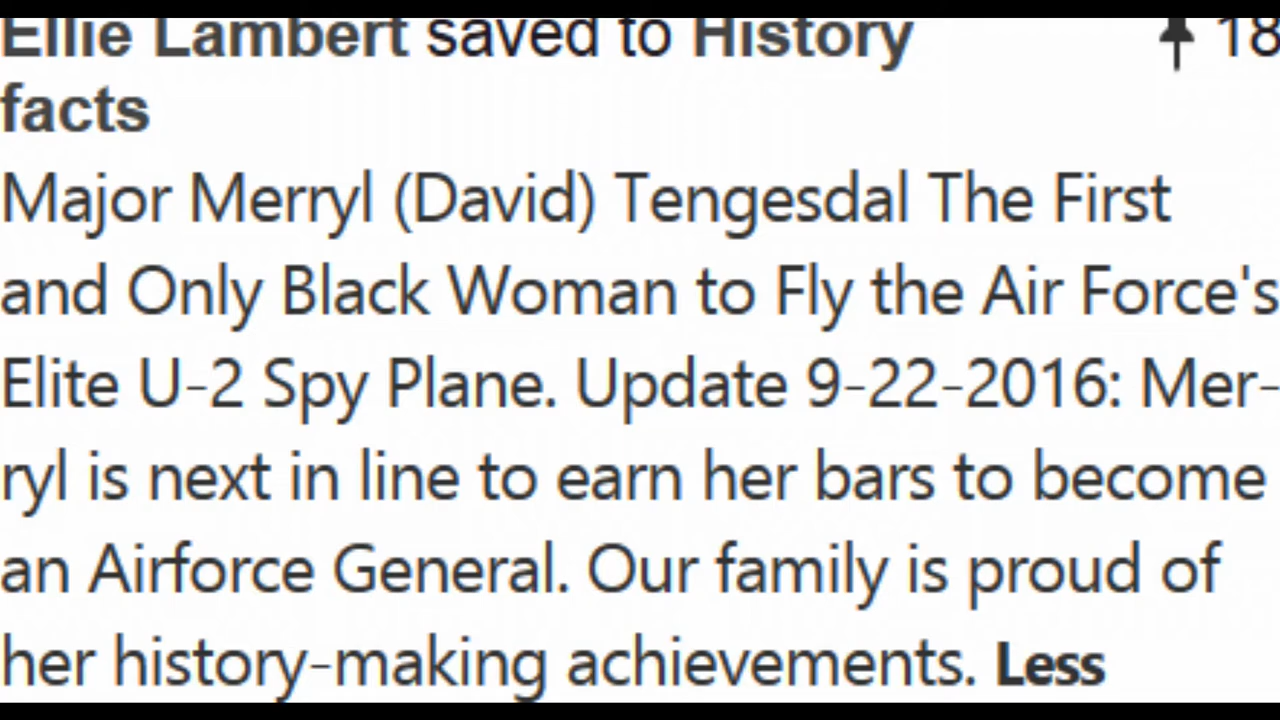 Ellie Lambert saved to History 18
facts
Major Merryl (David) Tengesdal The First
and Only Black Woman to Fly the Air Force's
Elite U-2 Spy Plane. Update 9-22-2016: Mer-
ryl is next in line to earn her bars to become
an Airforce General. Our family is proud of
her history-making achievements. Less